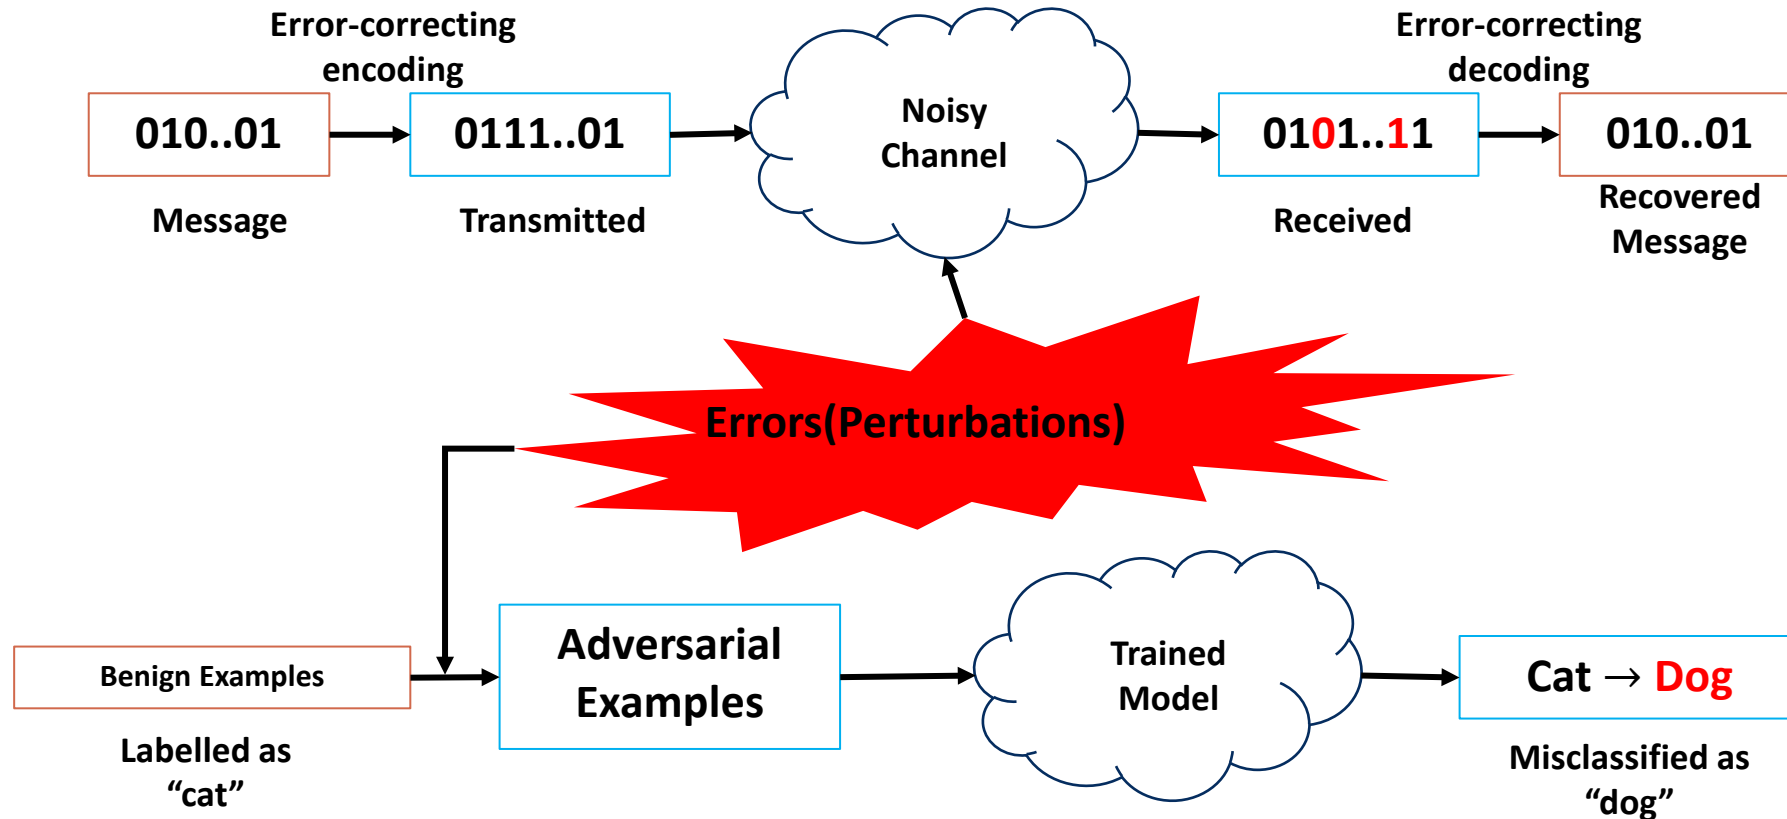 Error-correcting
encoding
010..01
Message
0111..01
Transmitted
Noisy
Channel
0101..11
Received
Error-correcting
decoding
010..01
Recovered
Message
Errors(Perturbations)
Benign Examples
Labelled as
“cat”
Adversarial
Examples
Trained
Model
Cat → Dog
Misclassified as
“dog”